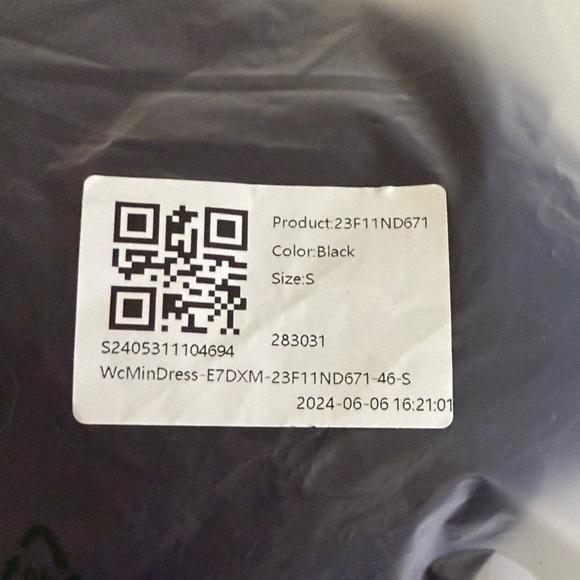 Product:23F11ND671
Color:Black
Size:S
283031
S2405311104694
WcMinDress-E7DXM-23F11ND671-46-S
2024-06-06 16:21:01